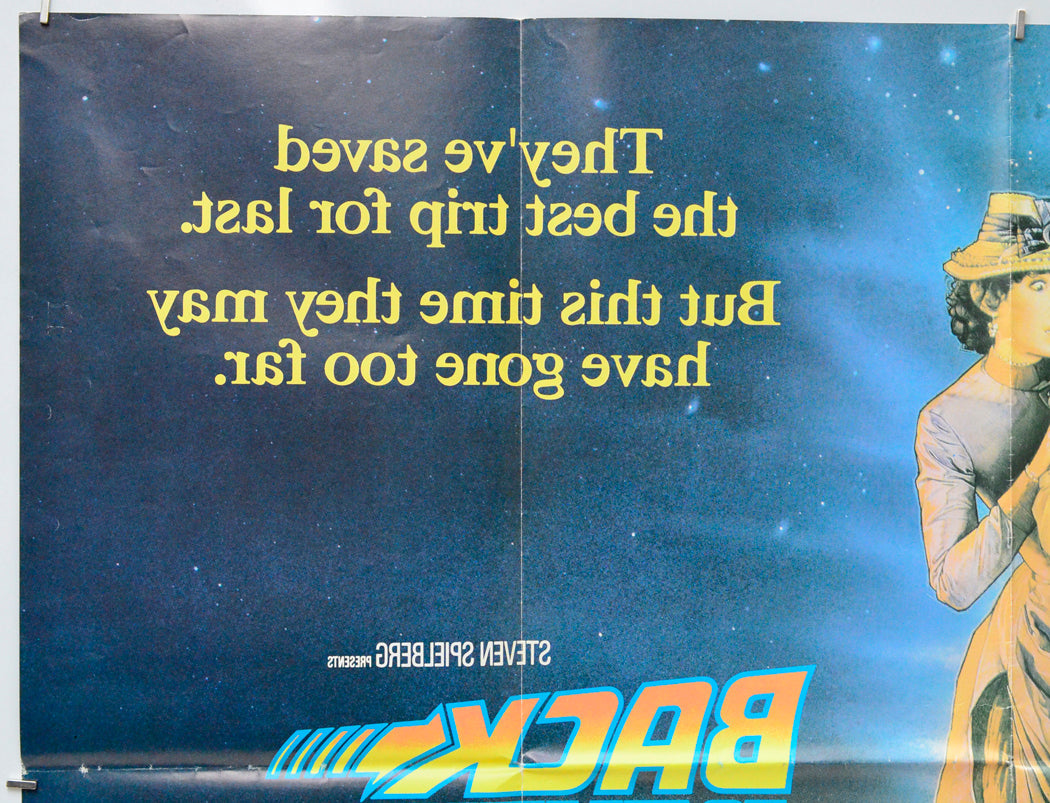 They've saved
the best trip for last.
But this time they may
have gone too far.
STEVEN SPIELBERG PRESENTS
BACK